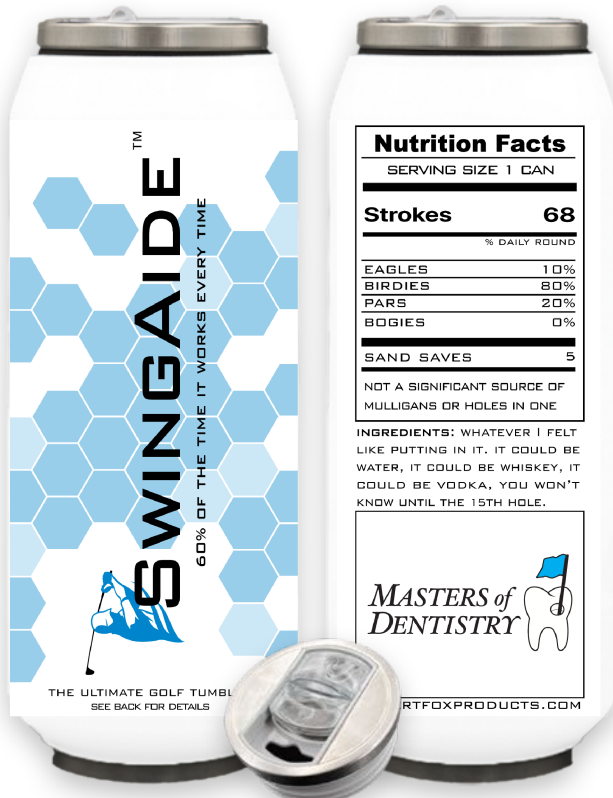 SWINGAIDE™
60% OF THE TIME IT WORKS EVERY TIME
THE ULTIMATE GOLF
SEE BACK FOR DETAILS
Nutrition Facts
SERVING SIZE 1 CAN
Strokes 68
% DAILY ROUND
EAGLES 10%
BIRDIES 80%
PARS 20%
BOGIES 0%
SAND SAVES 5
NOT A SIGNIFICANT SOURCE OF
MULLIGANS OR HOLES IN ONE
INGREDIENTS: WHATEVER I FELT
LIKE PUTTING IN IT. IT COULD BE
WATER, IT COULD BE WHISKEY, IT
COULD BE VODKA, YOU WON'T
KNOW UNTIL THE 15TH HOLE.
MASTERS of
DENTISTRY
RTFOXPRODUCTS.COM